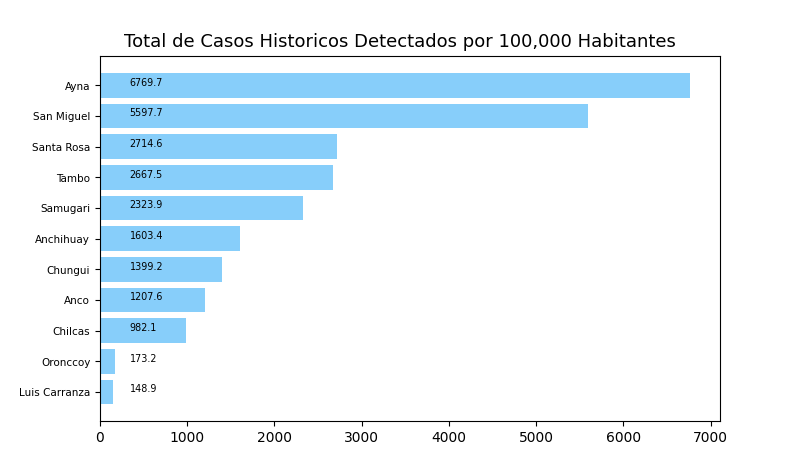 Total de Casos Historicos Detectados por 100,000 Habitantes
Ayna 6769.7
San Miguel 5597.7
Santa Rosa 2714.6
Tambo 2667.5
Samugari 2323.9
Anchihuay 1603.4
Chungui 1399.2
Anco 1207.6
Chilcas 982.1
Oronccoy 173.2
Luis Carranza 148.9
0 1000 2000 3000 4000 5000 6000 7000